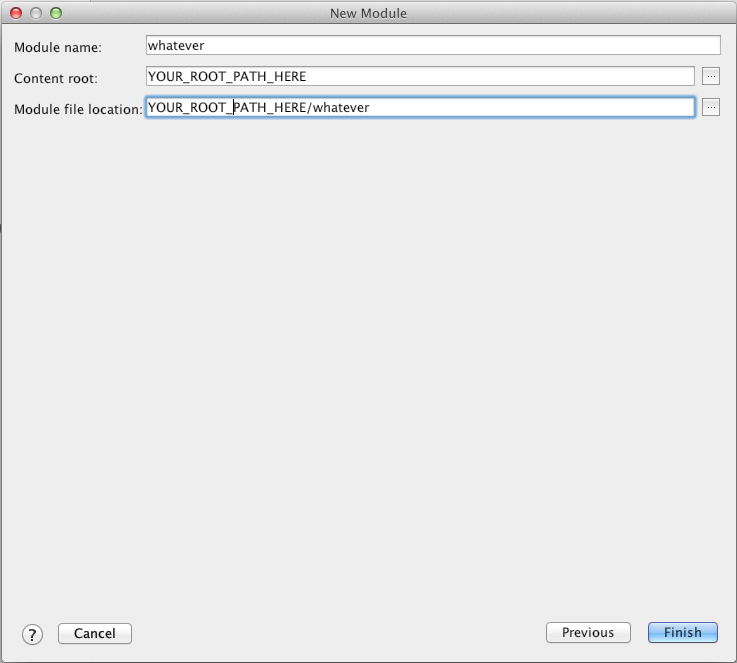 New Module
Module name: whatever
Content root: YOUR_ROOT_PATH_HERE ...
Module file location: YOUR_ROOT_PATH_HERE/whatever ...
? Cancel Previous Finish